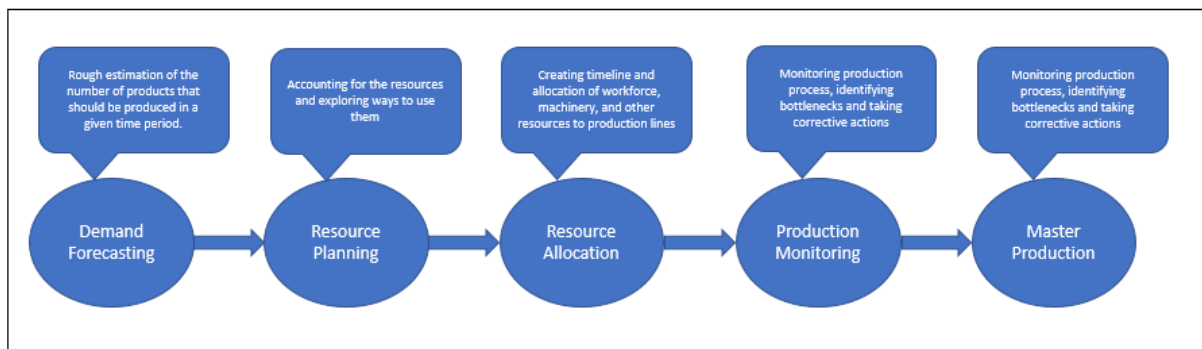 Rough estimation of the
number of products that
should be produced in a
given time period.
Accounting for the resources
and exploring ways to use
them
Creating timeline and
allocation of workforce,
machinery, and other
resources to production lines
Monitoring production
process, identifying
bottlenecks and taking
corrective actions
Monitoring production
process, identifying
bottlenecks and taking
corrective actions
Demand
Forecasting
Resource
Planning
Resource
Allocation
Production
Monitoring
Master
Production